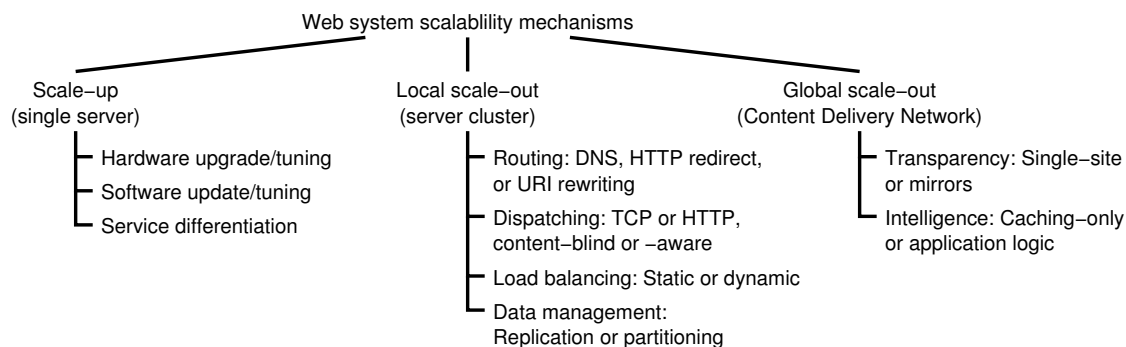 Web system scalablility mechanisms
Scale−up
(single server)
Hardware upgrade/tuning
Software update/tuning
Service differentiation
Local scale−out
(server cluster)
Routing: DNS, HTTP redirect,
or URI rewriting
Dispatching: TCP or HTTP,
content−blind or −aware
Load balancing: Static or dynamic
Data management:
Replication or partitioning
Global scale−out
(Content Delivery Network)
Transparency: Single−site
or mirrors
Intelligence: Caching−only
or application logic